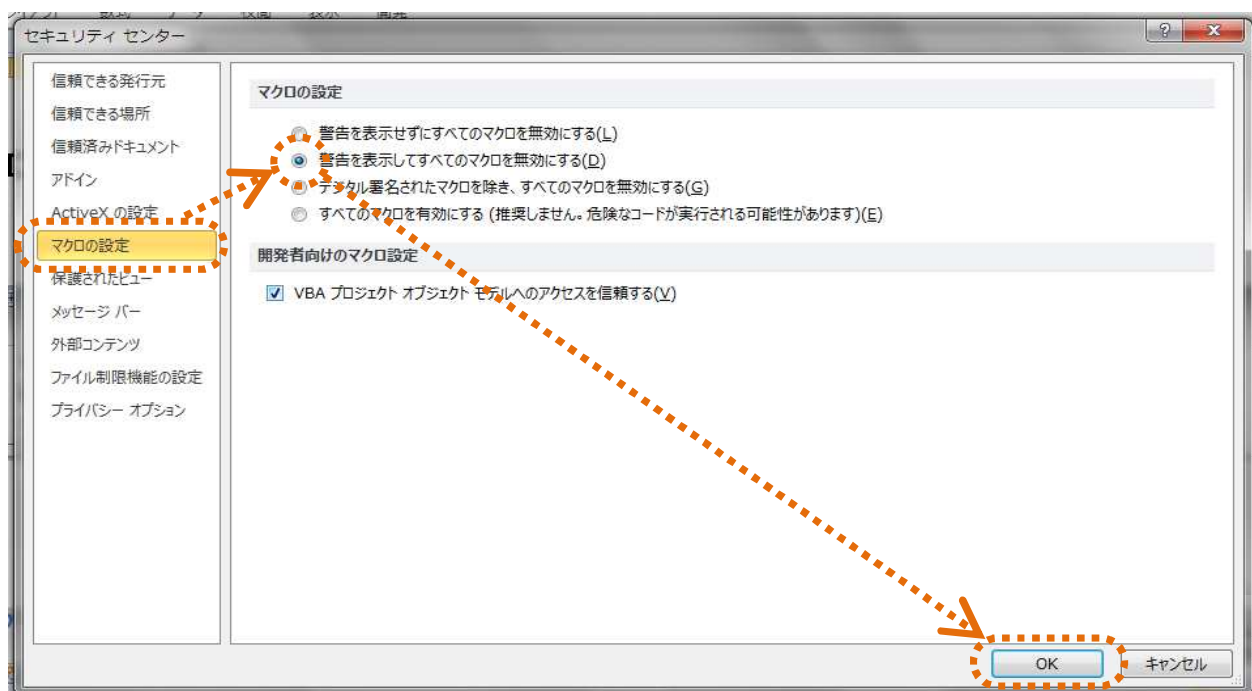 数式 データ 校閲 表示 開発
セキュリティ センター
信頼できる発行元
信頼できる場所
信頼済みドキュメント
アドイン
ActiveX の設定
マクロの設定
保護されたビュー
メッセージ バー
外部コンテンツ
ファイル制限機能の設定
プライバシー オプション
マクロの設定
警告を表示せずにすべてのマクロを無効にする(L)
警告を表示してすべてのマクロを無効にする(D)
デジタル署名されたマクロを除き、すべてのマクロを無効にする(G)
すべてのマクロを有効にする (推奨しません。危険なコードが実行される可能性があります)(E)
開発者向けのマクロ設定
VBA プロジェクト オブジェクト モデルへのアクセスを信頼する(V)
OK
キャンセル